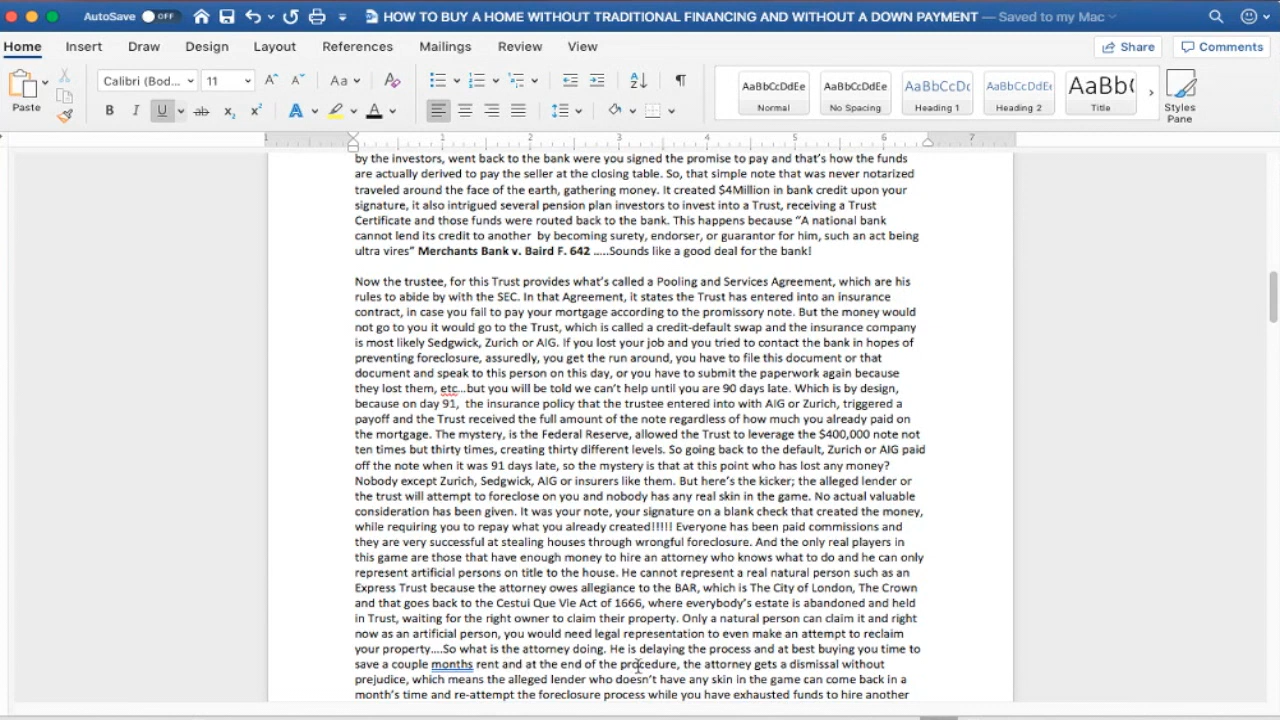 AutoSave OFF
HOW TO BUY A HOME WITHOUT TRADITIONAL FINANCING AND WITHOUT A DOWN PAYMENT — Saved to my Mac
Home Insert Draw Design Layout References Mailings Review View Share Comments
Paste Calibri (Bod... 11 A A Aa A
B I U ab x₂ x² A A
AaBbCcDdEe AaBbCcDdEe AaBbCcDc AaBbCcDdEe AaBb(
Normal No Spacing Heading 1 Heading 2 Title Styles Pane
1 1 2 3 4 5 6 7
by the investors, went back to the bank were you signed the promise to pay and that's how the funds
are actually derived to pay the seller at the closing table. So, that simple note that was never notarized
traveled around the face of the earth, gathering money. It created $4Million in bank credit upon your
signature, it also intrigued several pension plan investors to invest into a Trust, receiving a Trust
Certificate and those funds were routed back to the bank. This happens because "A national bank
cannot lend its credit to another by becoming surety, endorser, or guarantor for him, such an act being
ultra vires" Merchants Bank v. Baird F. 642 .....Sounds like a good deal for the bank!
Now the trustee, for this Trust provides what's called a Pooling and Services Agreement, which are his
rules to abide by with the SEC. In that Agreement, it states the Trust has entered into an insurance
contract, in case you fail to pay your mortgage according to the promissory note. But the money would
not go to you it would go to the Trust, which is called a credit-default swap and the insurance company
is most likely Sedgwick, Zurich or AIG. If you lost your job and you tried to contact the bank in hopes of
preventing foreclosure, assuredly, you get the run around, you have to file this document or that
document and speak to this person on this day, or you have to submit the paperwork again because
they lost them, etc...but you will be told we can't help until you are 90 days late. Which is by design,
because on day 91, the insurance policy that the trustee entered into with AIG or Zurich, triggered a
payoff and the Trust received the full amount of the note regardless of how much you already paid on
the mortgage. The mystery, is the Federal Reserve, allowed the Trust to leverage the $400,000 note not
ten times but thirty times, creating thirty different levels. So going back to the default, Zurich or AIG paid
off the note when it was 91 days late, so the mystery is that at this point who has lost any money?
Nobody except Zurich, Sedgwick, AIG or insurers like them. But here's the kicker; the alleged lender or
the trust will attempt to foreclose on you and nobody has any real skin in the game. No actual valuable
consideration has been given. It was your note, your signature on a blank check that created the money,
while requiring you to repay what you already created!!!!! Everyone has been paid commissions and
they are very successful at stealing houses through wrongful foreclosure. And the only real players in
this game are those that have enough money to hire an attorney who knows what to do and he can only
represent artificial persons on title to the house. He cannot represent a real natural person such as an
Express Trust because the attorney owes allegiance to the BAR, which is The City of London, The Crown
and that goes back to the Cestui Que Vie Act of 1666, where everybody's estate is abandoned and held
in Trust, waiting for the right owner to claim their property. Only a natural person can claim it and right
now as an artificial person, you would need legal representation to even make an attempt to reclaim
your property....So what is the attorney doing. He is delaying the process and at best buying you time to
save a couple months rent and at the end of the procedure, the attorney gets a dismissal without
prejudice, which means the alleged lender who doesn't have any skin in the game can come back in a
month's time and re-attempt the foreclosure process while you have exhausted funds to hire another